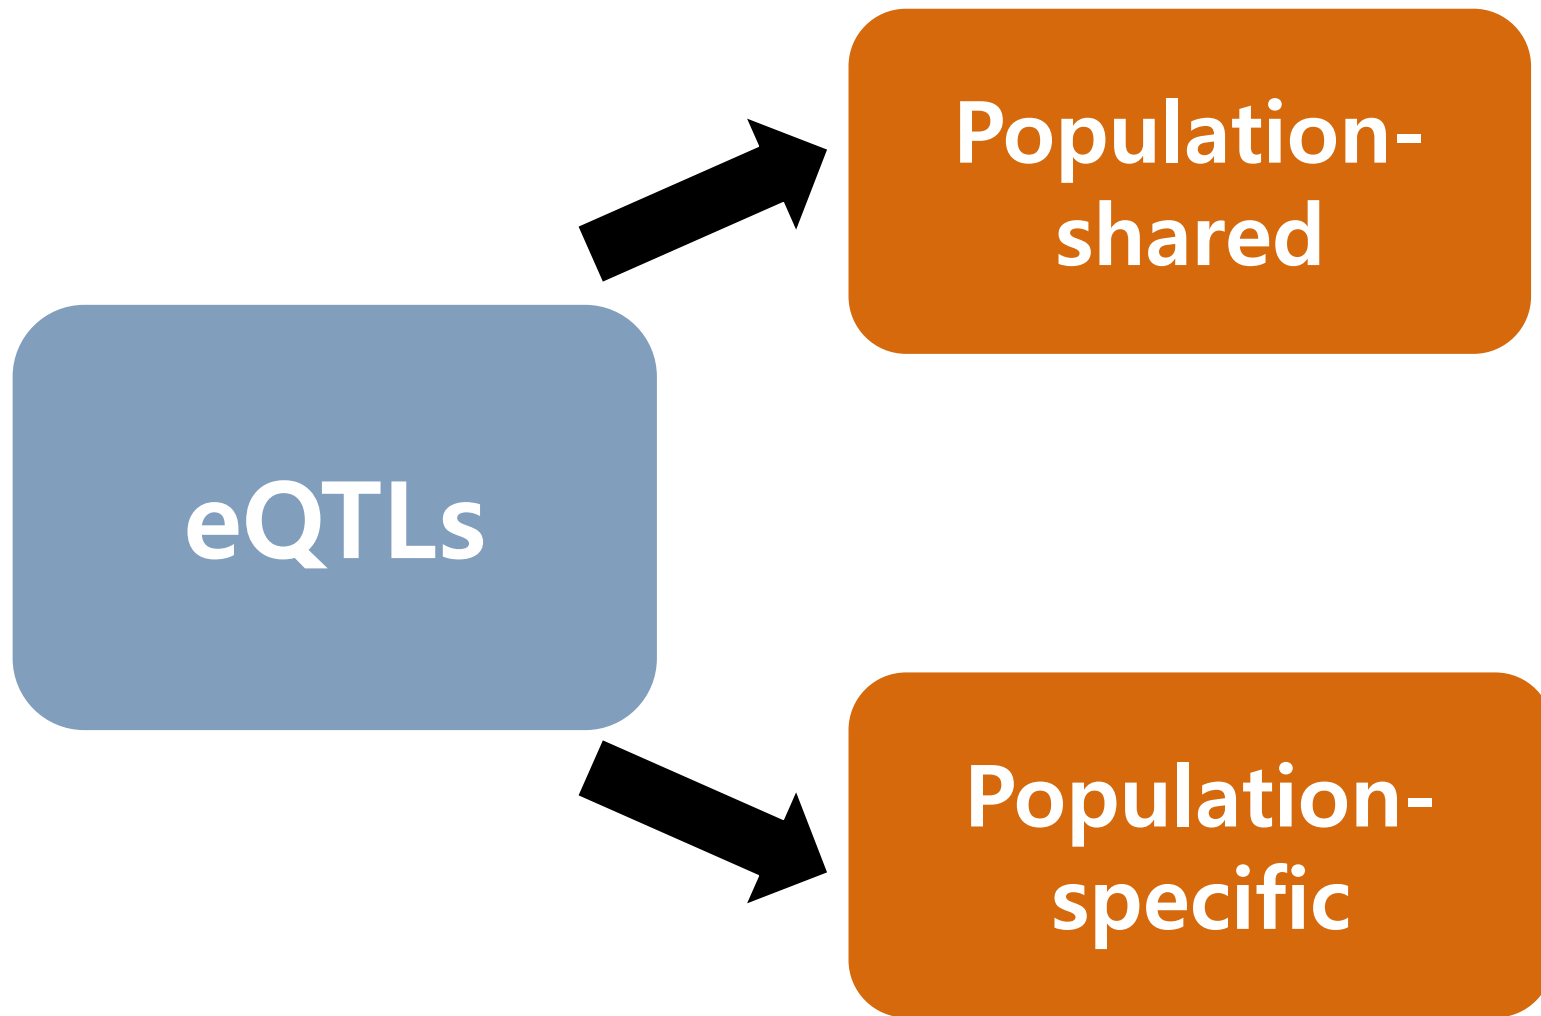 Population-
shared
eQTLs
Population-
specific